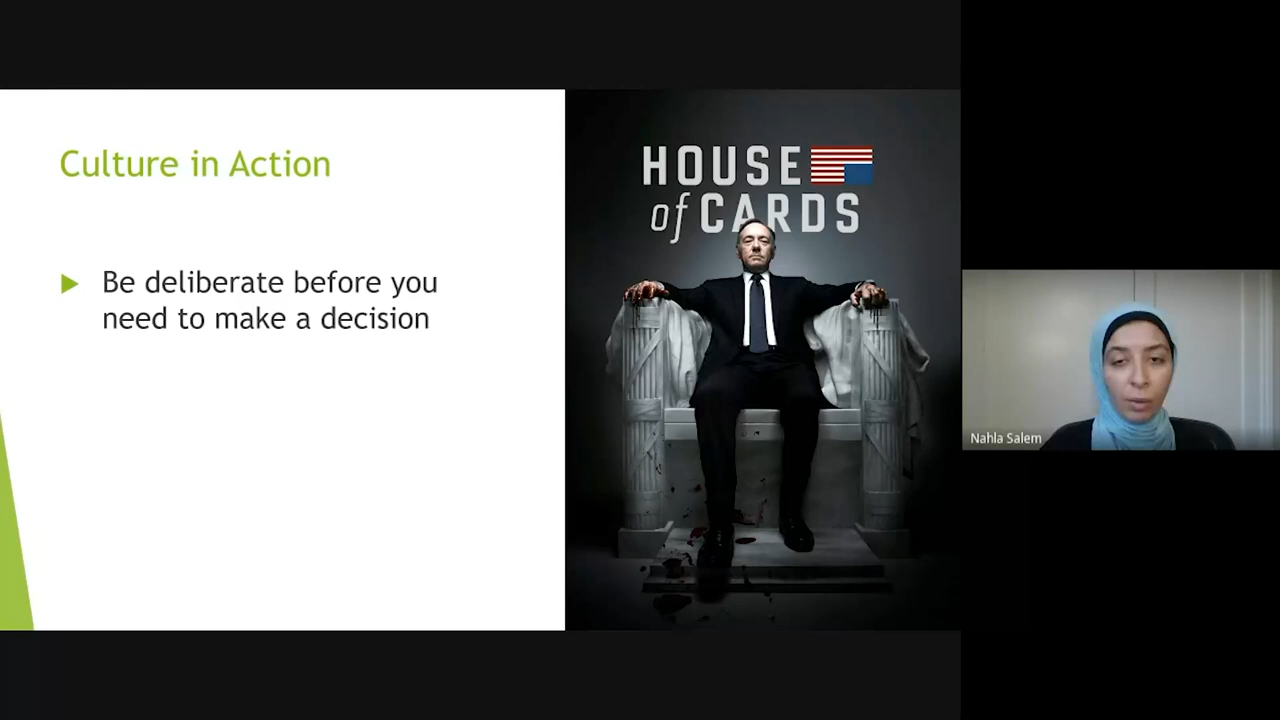 Culture in Action
Be deliberate before you
need to make a decision
HOUSE
of CARDS
Nahla Salem